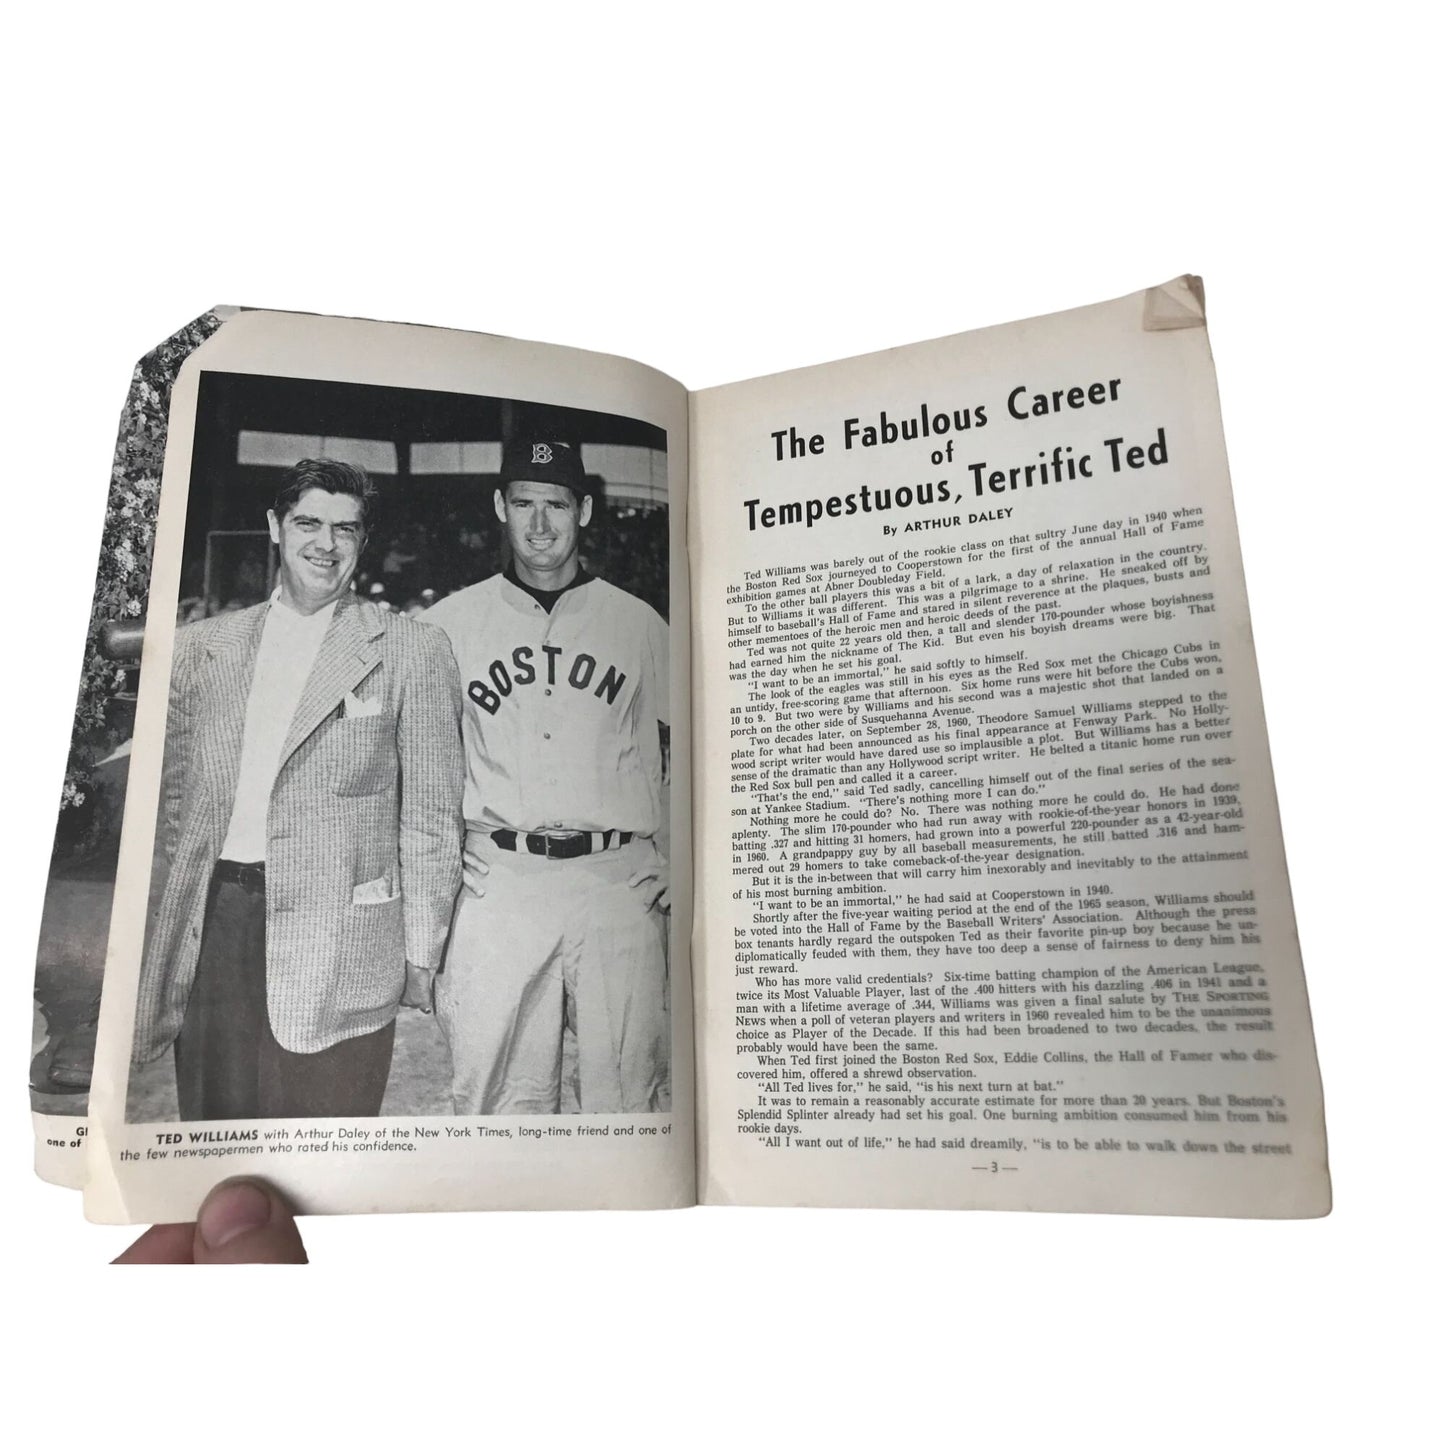 B
BOSTON
TED WILLIAMS with Arthur Daley of the New York Times, long-time friend and one of
the few newspapermen who rated his confidence.
one of
The Fabulous Career
of
Tempestuous, Terrific Ted
By ARTHUR DALEY
Ted Williams was barely out of the rookie class on that sultry June day in 1940 when
the Boston Red Sox journeyed to Cooperstown for the first of the annual Hall of Fame
exhibition games at Abner Doubleday Field.
To the other ball players this was a bit of a lark, a day of relaxation in the country.
But to Williams it was different. This was a pilgrimage to a shrine. He sneaked off by
himself to baseball's Hall of Fame and stared in silent reverence at the plaques, busts and
other mementoes of the heroic men and heroic deeds of the past.
Ted was not quite 22 years old then, a tall and slender 170-pounder whose boyishness
had earned him the nickname of The Kid. But even his boyish dreams were big. That
was the day when he set his goal.
"I want to be an immortal," he said softly to himself.
The look of the eagles was still in his eyes as the Red Sox met the Chicago Cubs in
an untidy, free-scoring game that afternoon. Six home runs were hit before the Cubs won,
10 to 9. But two were by Williams and his second was a majestic shot that landed on a
porch on the other side of Susquehanna Avenue.
Two decades later, on September 28, 1960, Theodore Samuel Williams stepped to the
plate for what had been announced as his final appearance at Fenway Park. No Holly-
wood script writer would have dared use so implausible a plot. But Williams has a better
sense of the dramatic than any Hollywood script writer. He belted a titanic home run over
the Red Sox bull pen and called it a career.
"That's the end," said Ted sadly, cancelling himself out of the final series of the sea-
son at Yankee Stadium. "There's nothing more I can do."
Nothing more he could do? No. There was nothing more he could do. He had done
aplenty. The slim 170-pounder who had run away with rookie-of-the-year honors in 1939,
batting .327 and hitting 31 homers, had grown into a powerful 220-pounder as a 42-year-old
in 1960. A grandpappy guy by all baseball measurements, he still batted .316 and ham-
mered out 29 homers to take comeback-of-the-year designation.
But it is the in-between that will carry him inexorably and inevitably to the attainment
of his most burning ambition.
"I want to be an immortal," he had said at Cooperstown in 1940.
Shortly after the five-year waiting period at the end of the 1965 season, Williams should
be voted into the Hall of Fame by the Baseball Writers' Association. Although the press
box tenants hardly regard the outspoken Ted as their favorite pin-up boy because he un-
diplomatically feuded with them, they have too deep a sense of fairness to deny him his
just reward.
Who has more valid credentials? Six-time batting champion of the American League,
twice its Most Valuable Player, last of the .400 hitters with his dazzling .406 in 1941 and a
man with a lifetime average of .344, Williams was given a final salute by THE SPORTING
NEWS when a poll of veteran players and writers in 1960 revealed him to be the unanimous
choice as Player of the Decade. If this had been broadened to two decades, the result
probably would have been the same.
When Ted first joined the Boston Red Sox, Eddie Collins, the Hall of Famer who dis-
covered him, offered a shrewd observation.
"All Ted lives for," he said, "is his next turn at bat."
It was to remain a reasonably accurate estimate for more than 20 years. But Boston's
Splendid Splinter already had set his goal. One burning ambition consumed him from his
rookie days.
"All I want out of life," he had said dreamily, "is to be able to walk down the street
—3—